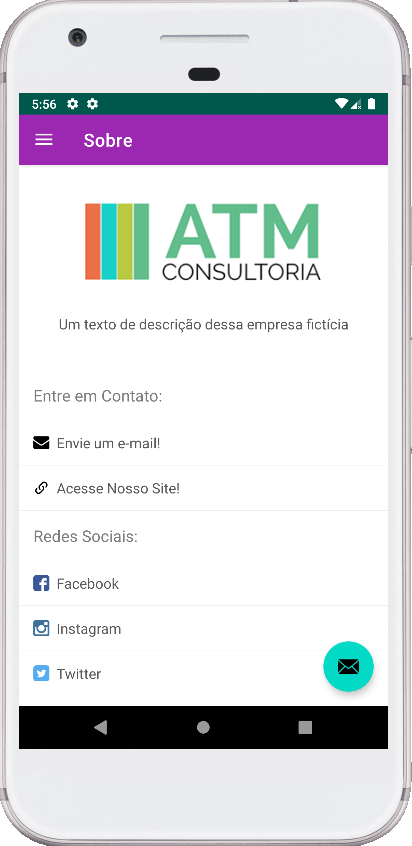 5:56
Sobre
ATM
CONSULTORIA
Um texto de descrição dessa empresa fictícia
Entre em Contato:
Envie um e-mail!
Acesse Nosso Site!
Redes Sociais:
Facebook
Instagram
Twitter